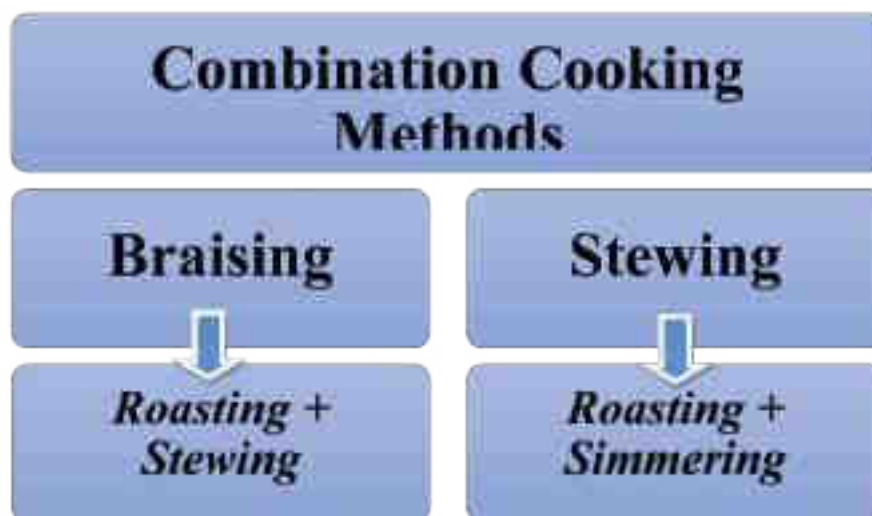 Combination Cooking
Methods
Braising
Stewing
Roasting +
Stewing
Roasting +
Simmering